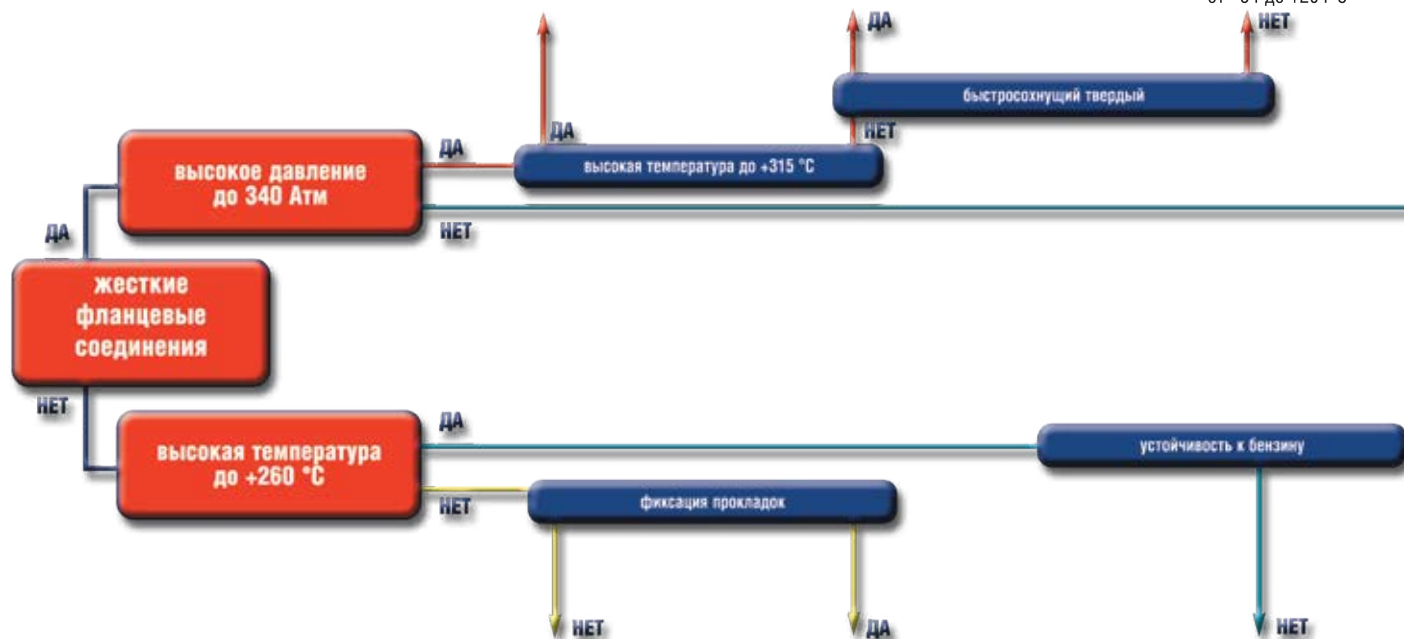 ДА
НЕТ
быстросохнущий твердый
ДА
НЕТ
высокое давление
до 340 Атм
ДА
высокая температура до +315 °C
НЕТ
ДА
жесткие
фланцевые
соединения
НЕТ
высокая температура
до +260 °C
ДА
устойчивость к бензину
НЕТ
фиксация прокладок
НЕТ
ДА
НЕТ